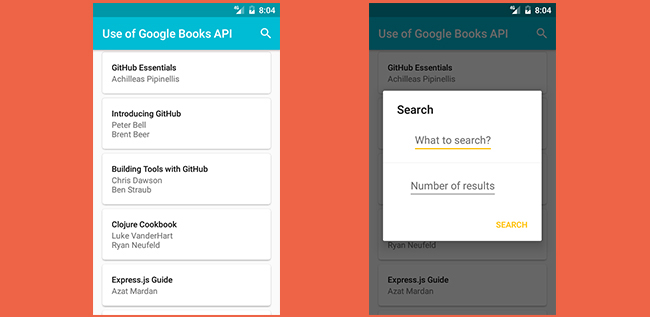 4G 8:04
Use of Google Books API
GitHub Essentials
Achilleas Pipinellis
Introducing GitHub
Peter Bell
Brent Beer
Building Tools with GitHub
Chris Dawson
Ben Straub
Clojure Cookbook
Luke VanderHart
Ryan Neufeld
Express.js Guide
Azat Mardan
4G 8:04
Use of Google Books API
GitHub Essentials
Achilleas Pipinellis
Search
What to search?
Number of results
SEARCH
Ryan Neufeld
Express.js Guide
Azat Mardan